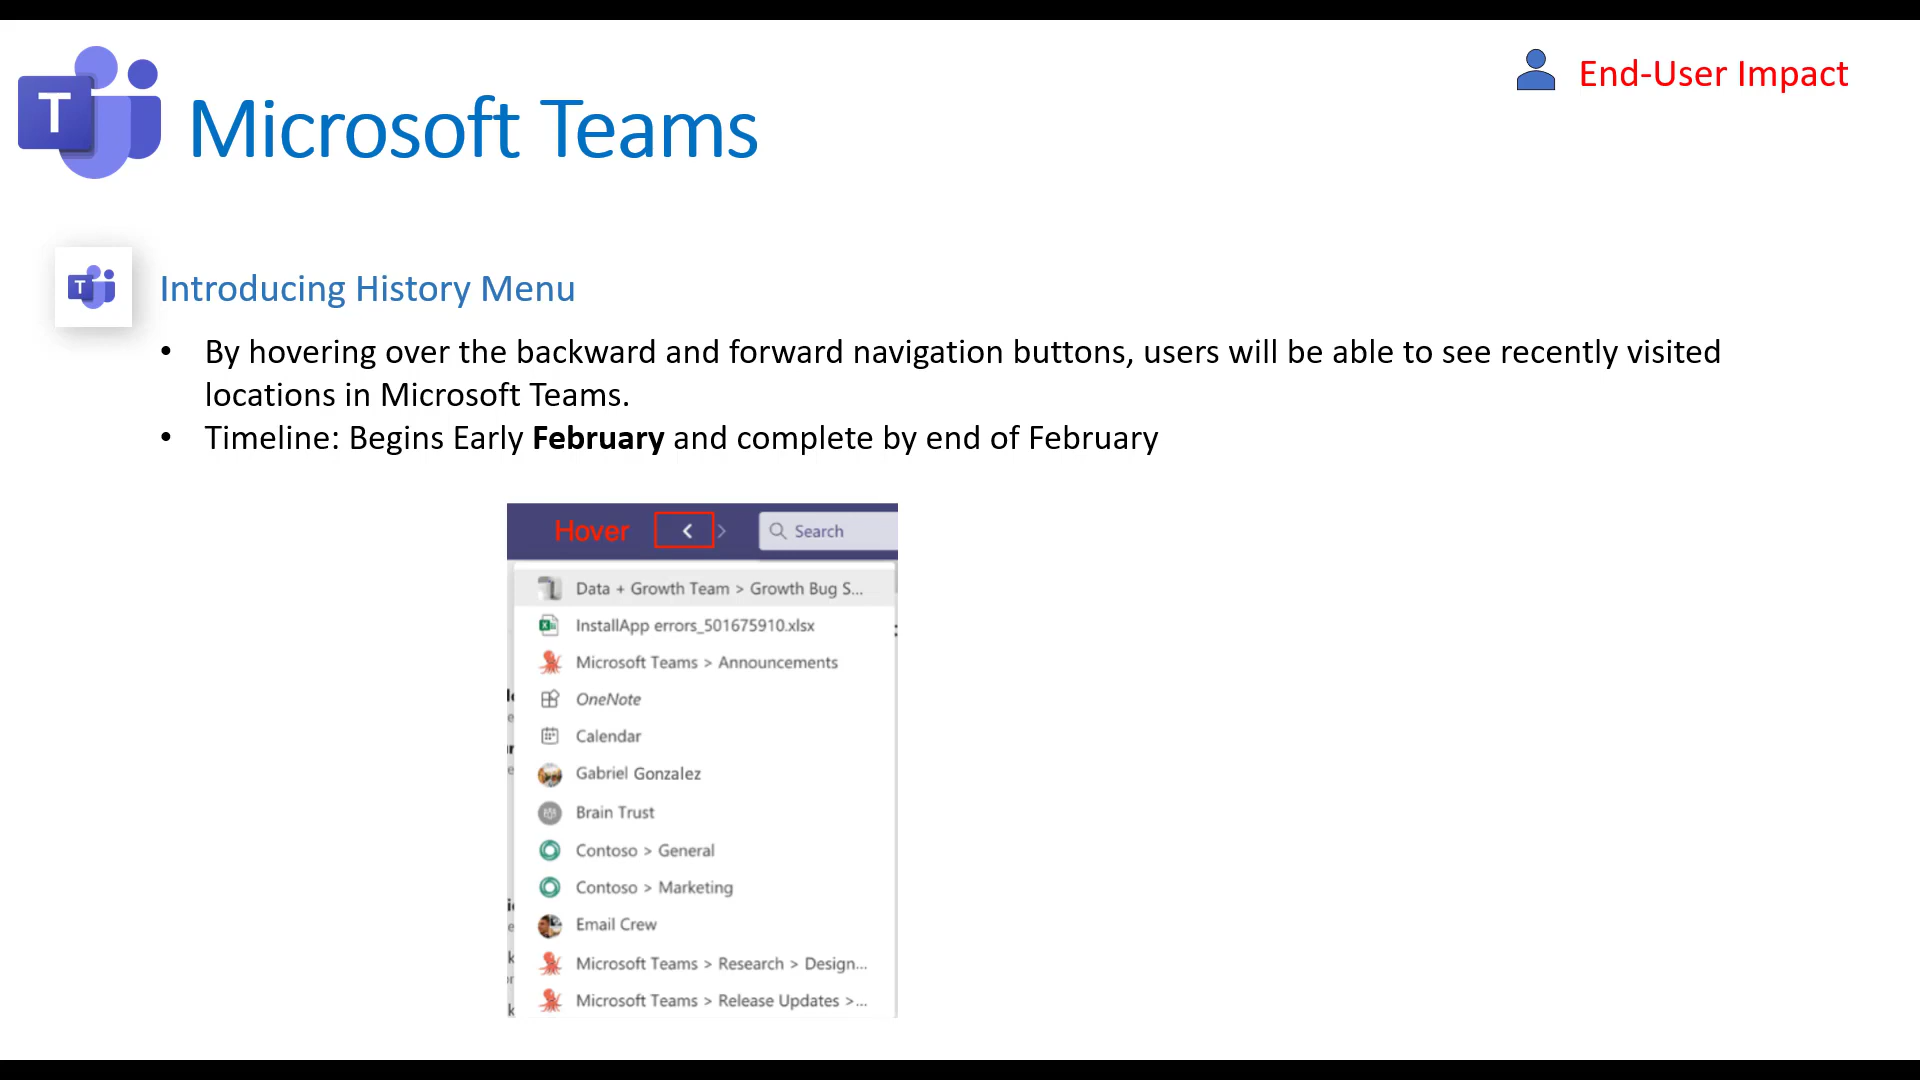 T
Microsoft Teams
End-User Impact
T
Introducing History Menu
• By hovering over the backward and forward navigation buttons, users will be able to see recently visited
locations in Microsoft Teams.
• Timeline: Begins Early February and complete by end of February
Hover < > Search
Data + Growth Team > Growth Bug S...
InstallApp errors_501675910.xlsx
Microsoft Teams > Announcements
OneNote
Calendar
Gabriel Gonzalez
Brain Trust
Contoso > General
Contoso > Marketing
Email Crew
Microsoft Teams > Research > Design...
Microsoft Teams > Release Updates >...